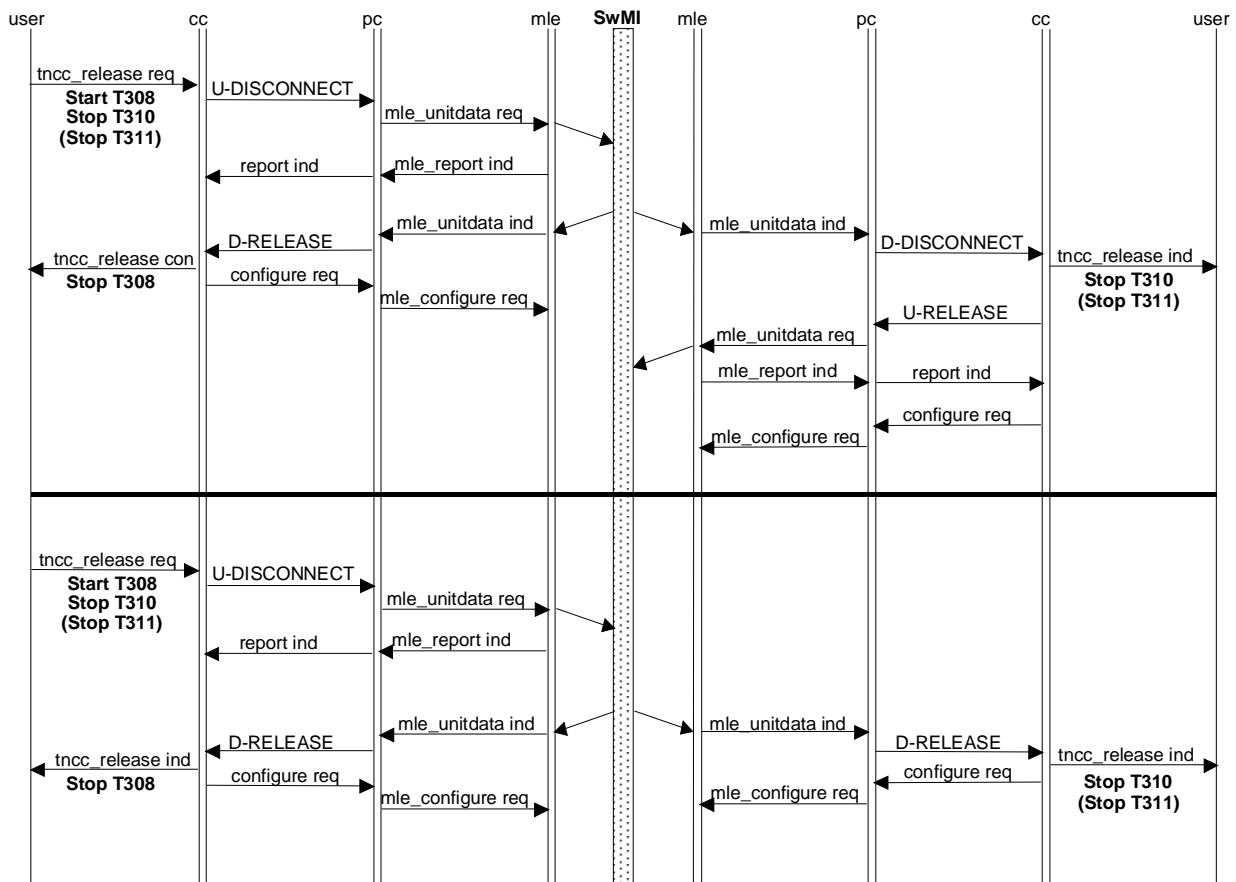 user cc pc mle SwMI mle pc cc user
tncc_release req
Start T308
Stop T310
(Stop T311)
U-DISCONNECT
mle_unitdata req
report ind
mle_report ind
mle_unitdata ind
mle_unitdata ind
D-RELEASE
D-DISCONNECT
tncc_release con
Stop T308
configure req
mle_configure req
tncc_release ind
Stop T310
(Stop T311)
U-RELEASE
mle_unitdata req
mle_report ind
report ind
configure req
mle_configure req
tncc_release req
Start T308
Stop T310
(Stop T311)
U-DISCONNECT
mle_unitdata req
report ind
mle_report ind
mle_unitdata ind
mle_unitdata ind
D-RELEASE
D-RELEASE
tncc_release ind
Stop T308
configure req
mle_configure req
tncc_release ind
Stop T310
(Stop T311)
configure req
mle_configure req